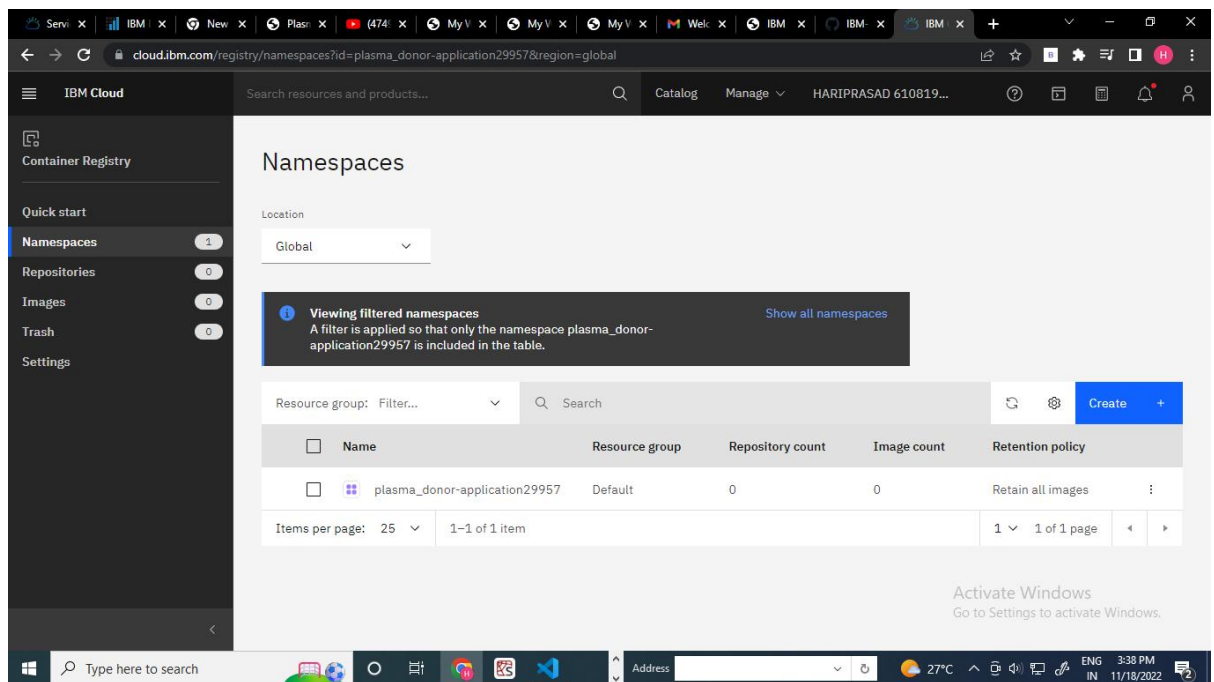 Servi
IBM
New
Plasn
(474
My V
My V
My V
Welc
IBM
IBM-
IBM
cloud.ibm.com/registry/namespaces?id=plasma_donor-application29957&region=global
B
H
IBM Cloud
Search resources and products...
Catalog
Manage
HARIPRASAD 610819...
Container Registry
Quick start
Namespaces 1
Repositories 0
Images 0
Trash 0
Settings
Namespaces
Location
Global
Viewing filtered namespaces
Show all namespaces
A filter is applied so that only the namespace plasma_donor-
application29957 is included in the table.
Resource group: Filter...
Search
Create +
Name Resource group Repository count Image count Retention policy
plasma_donor-application29957 Default 0 0 Retain all images
Items per page: 25 1–1 of 1 item 1 1 of 1 page
Activate Windows
Go to Settings to activate Windows.
Type here to search
H
Address
27°C
ENG
IN
3:38 PM
11/18/2022
2